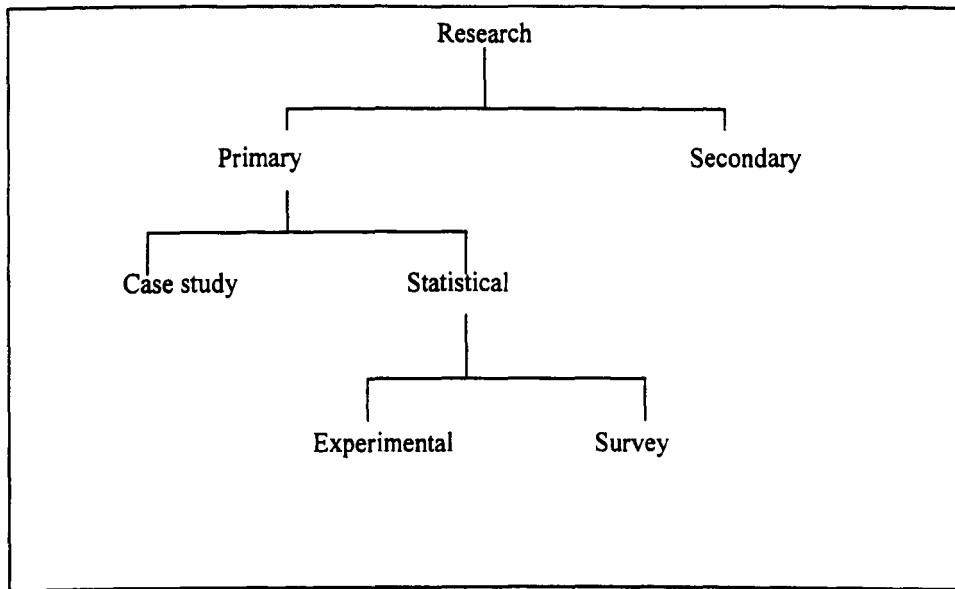 Research
Primary Secondary
Case study Statistical
Experimental Survey